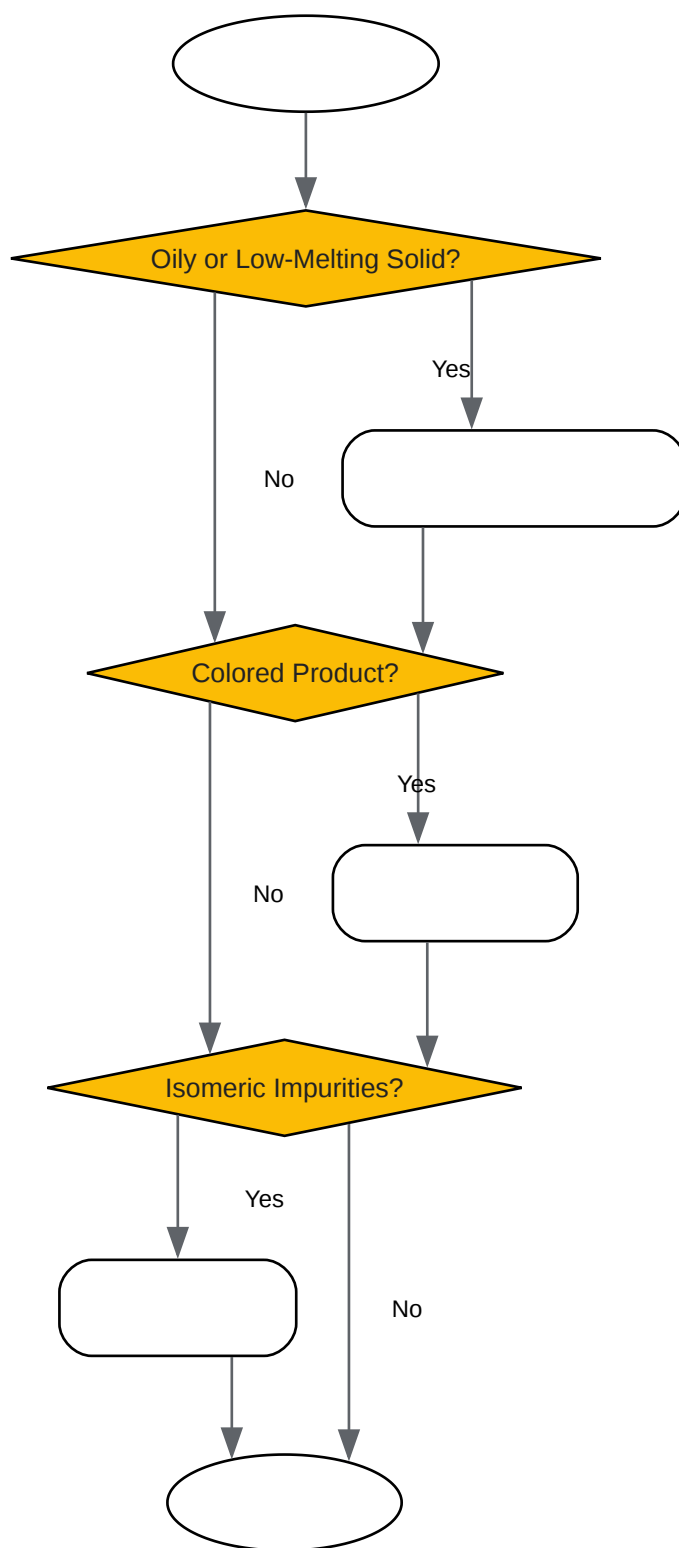 Oily or Low-Melting Solid?
Yes
No
Colored Product?
Yes
No
Isomeric Impurities?
Yes
No